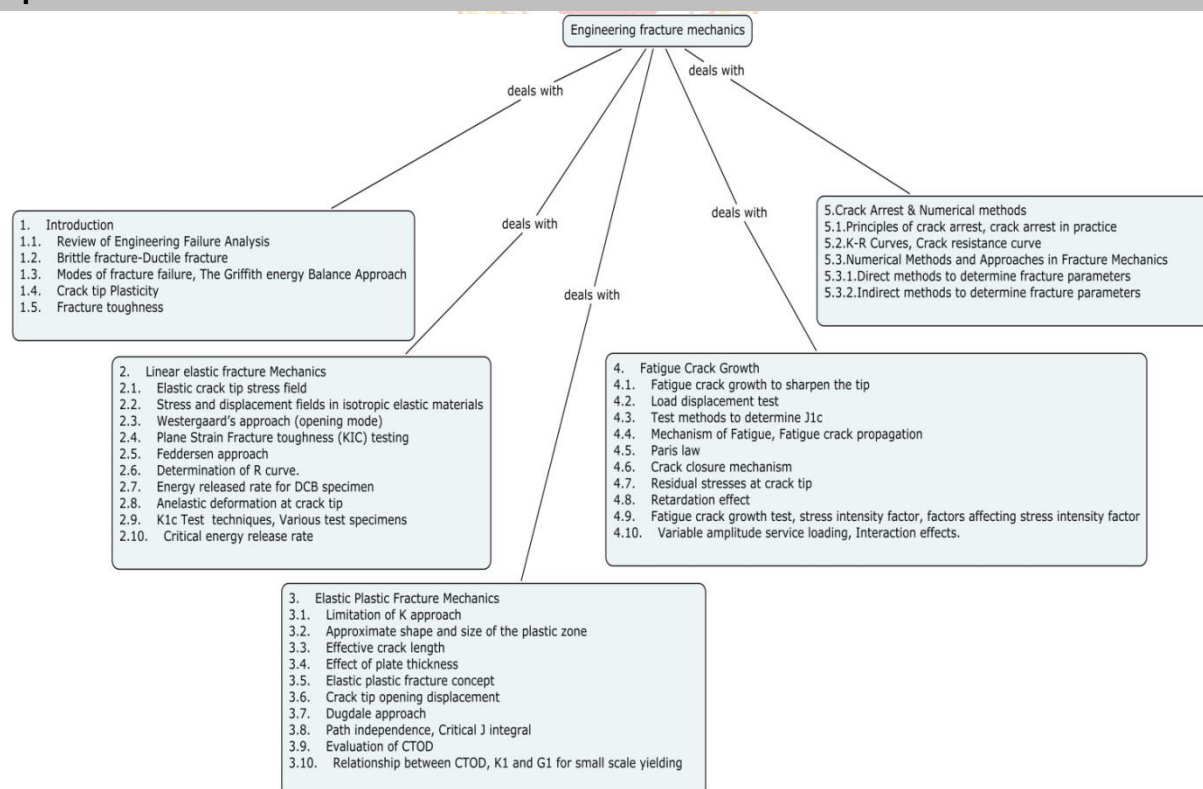 Engineering fracture mechanics
deals with
deals with
deals with
deals with
deals with
1. Introduction
1.1. Review of Engineering Failure Analysis
1.2. Brittle fracture-Ductile fracture
1.3. Modes of fracture failure, The Griffith energy Balance Approach
1.4. Crack tip Plasticity
1.5. Fracture toughness
2. Linear elastic fracture Mechanics
2.1. Elastic crack tip stress field
2.2. Stress and displacement fields in isotropic elastic materials
2.3. Westergaard's approach (opening mode)
2.4. Plane Strain Fracture toughness (KIC) testing
2.5. Feddersen approach
2.6. Determination of R curve.
2.7. Energy released rate for DCB specimen
2.8. Anelastic deformation at crack tip
2.9. K1c Test techniques, Various test specimens
2.10. Critical energy release rate
3. Elastic Plastic Fracture Mechanics
3.1. Limitation of K approach
3.2. Approximate shape and size of the plastic zone
3.3. Effective crack length
3.4. Effect of plate thickness
3.5. Elastic plastic fracture concept
3.6. Crack tip opening displacement
3.7. Dugdale approach
3.8. Path independence, Critical J integral
3.9. Evaluation of CTOD
3.10. Relationship between CTOD, K1 and G1 for small scale yielding
4. Fatigue Crack Growth
4.1. Fatigue crack growth to sharpen the tip
4.2. Load displacement test
4.3. Test methods to determine J1c
4.4. Mechanism of Fatigue, Fatigue crack propagation
4.5. Paris law
4.6. Crack closure mechanism
4.7. Residual stresses at crack tip
4.8. Retardation effect
4.9. Fatigue crack growth test, stress intensity factor, factors affecting stress intensity factor
4.10. Variable amplitude service loading, Interaction effects.
5.Crack Arrest & Numerical methods
5.1.Principles of crack arrest, crack arrest in practice
5.2.K-R Curves, Crack resistance curve
5.3.Numerical Methods and Approaches in Fracture Mechanics
5.3.1.Direct methods to determine fracture parameters
5.3.2.Indirect methods to determine fracture parameters